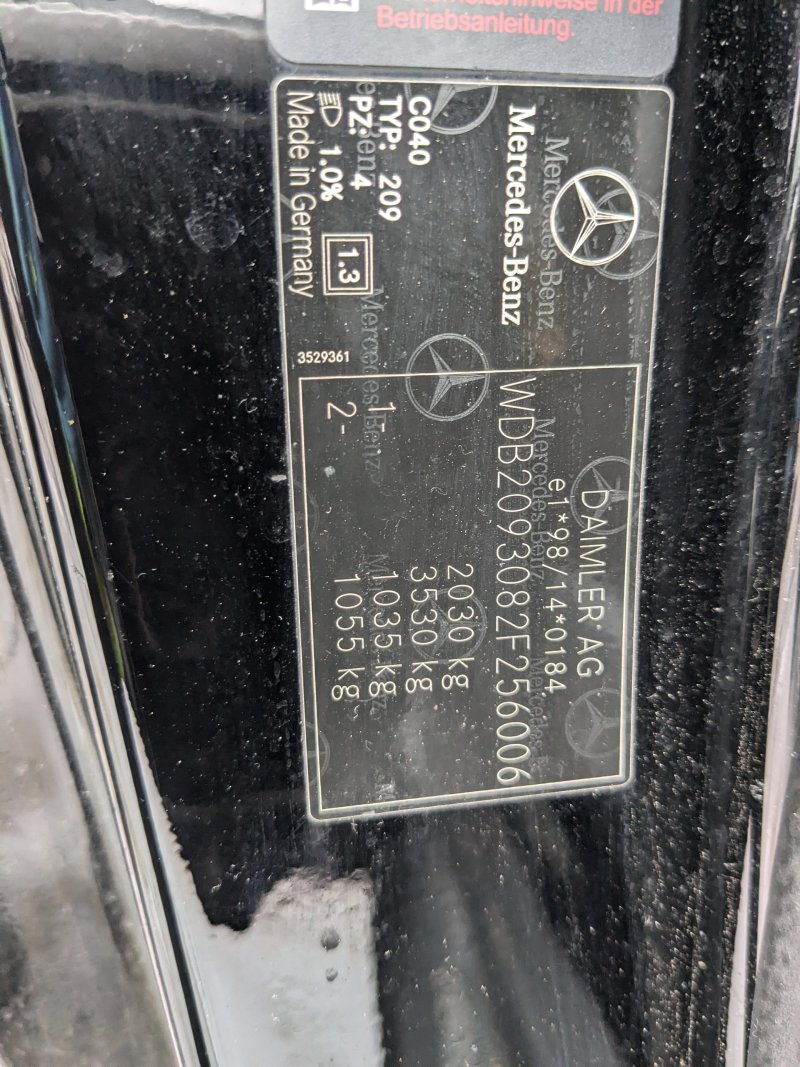 Betriebsanleitung.
Mercedes-Benz
C040
TYP: 209
PZ: 4
1.0%
1.3
Made in Germany
3529361
DAIMLER AG
e1*98/14*0184
WDB2093082F256006
2030 kg
3530 kg
1- 1035 kg
2- 1055 kg